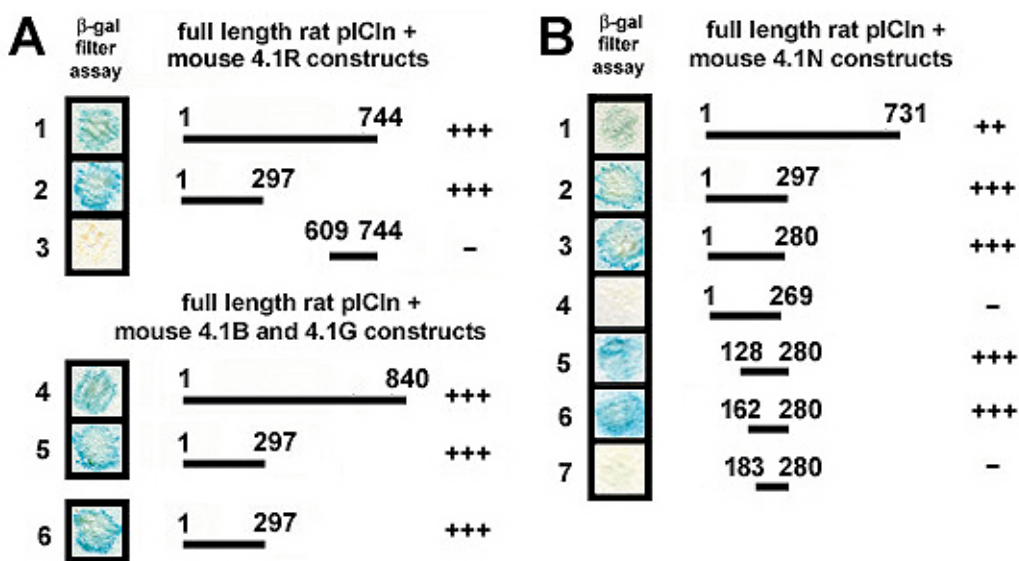 A
β-gal
filter
assay
full length rat pICln +
mouse 4.1R constructs
1 1 744 +++
2 1 297 +++
3 609 744 –
full length rat pICln +
mouse 4.1B and 4.1G constructs
4 1 840 +++
5 1 297 +++
6 1 297 +++
B
β-gal
filter
assay
full length rat pICln +
mouse 4.1N constructs
1 1 731 ++
2 1 297 +++
3 1 280 +++
4 1 269 –
5 128 280 +++
6 162 280 +++
7 183 280 –